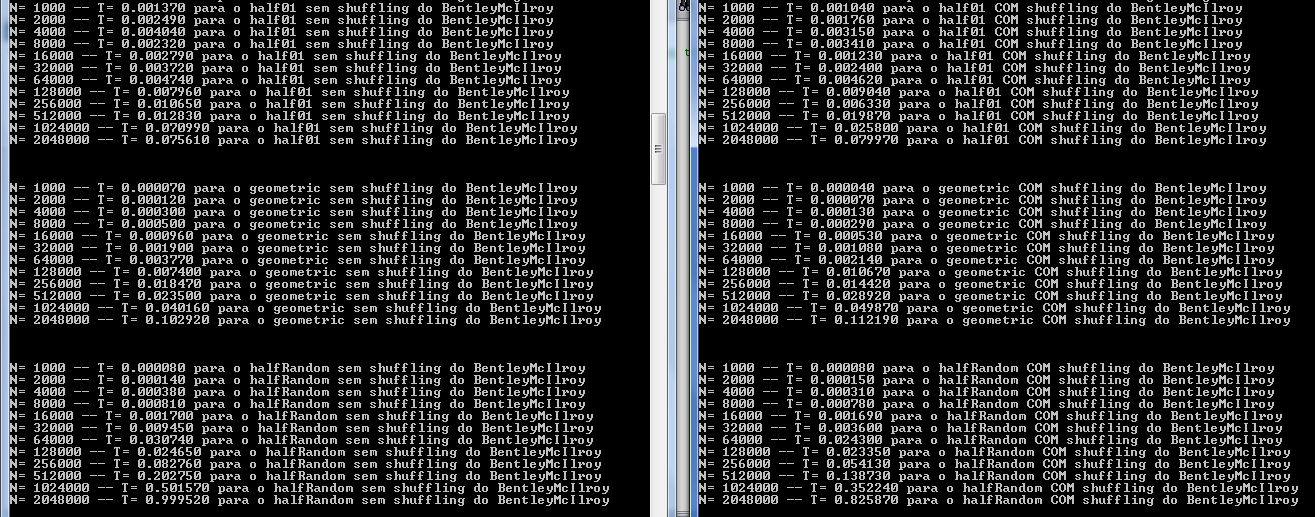 N= 1000 -- T= 0.001370 para o half01 sem shuffling do BentleyMcIlroy
N= 2000 -- T= 0.002490 para o half01 sem shuffling do BentleyMcIlroy
N= 4000 -- T= 0.004040 para o half01 sem shuffling do BentleyMcIlroy
N= 8000 -- T= 0.002320 para o half01 sem shuffling do BentleyMcIlroy
N= 16000 -- T= 0.002790 para o half01 sem shuffling do BentleyMcIlroy
N= 32000 -- T= 0.003720 para o half01 sem shuffling do BentleyMcIlroy
N= 64000 -- T= 0.004740 para o half01 sem shuffling do BentleyMcIlroy
N= 128000 -- T= 0.007960 para o half01 sem shuffling do BentleyMcIlroy
N= 256000 -- T= 0.010650 para o half01 sem shuffling do BentleyMcIlroy
N= 512000 -- T= 0.012830 para o half01 sem shuffling do BentleyMcIlroy
N= 1024000 -- T= 0.070990 para o half01 sem shuffling do BentleyMcIlroy
N= 2048000 -- T= 0.075610 para o half01 sem shuffling do BentleyMcIlroy
N= 1000 -- T= 0.000070 para o geometric sem shuffling do BentleyMcIlroy
N= 2000 -- T= 0.000120 para o geometric sem shuffling do BentleyMcIlroy
N= 4000 -- T= 0.000300 para o geometric sem shuffling do BentleyMcIlroy
N= 8000 -- T= 0.000500 para o geometric sem shuffling do BentleyMcIlroy
N= 16000 -- T= 0.000960 para o geometric sem shuffling do BentleyMcIlroy
N= 32000 -- T= 0.001900 para o geometric sem shuffling do BentleyMcIlroy
N= 64000 -- T= 0.003770 para o geometric sem shuffling do BentleyMcIlroy
N= 128000 -- T= 0.007400 para o geometric sem shuffling do BentleyMcIlroy
N= 256000 -- T= 0.018470 para o geometric sem shuffling do BentleyMcIlroy
N= 512000 -- T= 0.023500 para o geometric sem shuffling do BentleyMcIlroy
N= 1024000 -- T= 0.040160 para o geometric sem shuffling do BentleyMcIlroy
N= 2048000 -- T= 0.102920 para o geometric sem shuffling do BentleyMcIlroy
N= 1000 -- T= 0.000080 para o halfRandom sem shuffling do BentleyMcIlroy
N= 2000 -- T= 0.000140 para o halfRandom sem shuffling do BentleyMcIlroy
N= 4000 -- T= 0.000380 para o halfRandom sem shuffling do BentleyMcIlroy
N= 8000 -- T= 0.000810 para o halfRandom sem shuffling do BentleyMcIlroy
N= 16000 -- T= 0.001700 para o halfRandom sem shuffling do BentleyMcIlroy
N= 32000 -- T= 0.009450 para o halfRandom sem shuffling do BentleyMcIlroy
N= 64000 -- T= 0.030740 para o halfRandom sem shuffling do BentleyMcIlroy
N= 128000 -- T= 0.024650 para o halfRandom sem shuffling do BentleyMcIlroy
N= 256000 -- T= 0.082760 para o halfRandom sem shuffling do BentleyMcIlroy
N= 512000 -- T= 0.202750 para o halfRandom sem shuffling do BentleyMcIlroy
N= 1024000 -- T= 0.501570 para o halfRandom sem shuffling do BentleyMcIlroy
N= 2048000 -- T= 0.999520 para o halfRandom sem shuffling do BentleyMcIlroy
N= 1000 -- T= 0.001040 para o half01 COM shuffling do BentleyMcIlroy
N= 2000 -- T= 0.001760 para o half01 COM shuffling do BentleyMcIlroy
N= 4000 -- T= 0.003150 para o half01 COM shuffling do BentleyMcIlroy
N= 8000 -- T= 0.003410 para o half01 COM shuffling do BentleyMcIlroy
N= 16000 -- T= 0.001230 para o half01 COM shuffling do BentleyMcIlroy
N= 32000 -- T= 0.002400 para o half01 COM shuffling do BentleyMcIlroy
N= 64000 -- T= 0.004620 para o half01 COM shuffling do BentleyMcIlroy
N= 128000 -- T= 0.009040 para o half01 COM shuffling do BentleyMcIlroy
N= 256000 -- T= 0.006330 para o half01 COM shuffling do BentleyMcIlroy
N= 512000 -- T= 0.019870 para o half01 COM shuffling do BentleyMcIlroy
N= 1024000 -- T= 0.025800 para o half01 COM shuffling do BentleyMcIlroy
N= 2048000 -- T= 0.079970 para o half01 COM shuffling do BentleyMcIlroy
N= 1000 -- T= 0.000040 para o geometric COM shuffling do BentleyMcIlroy
N= 2000 -- T= 0.000070 para o geometric COM shuffling do BentleyMcIlroy
N= 4000 -- T= 0.000130 para o geometric COM shuffling do BentleyMcIlroy
N= 8000 -- T= 0.000290 para o geometric COM shuffling do BentleyMcIlroy
N= 16000 -- T= 0.000530 para o geometric COM shuffling do BentleyMcIlroy
N= 32000 -- T= 0.001080 para o geometric COM shuffling do BentleyMcIlroy
N= 64000 -- T= 0.002140 para o geometric COM shuffling do BentleyMcIlroy
N= 128000 -- T= 0.010670 para o geometric COM shuffling do BentleyMcIlroy
N= 256000 -- T= 0.014420 para o geometric COM shuffling do BentleyMcIlroy
N= 512000 -- T= 0.028920 para o geometric COM shuffling do BentleyMcIlroy
N= 1024000 -- T= 0.049870 para o geometric COM shuffling do BentleyMcIlroy
N= 2048000 -- T= 0.112190 para o geometric COM shuffling do BentleyMcIlroy
N= 1000 -- T= 0.000080 para o halfRandom COM shuffling do BentleyMcIlroy
N= 2000 -- T= 0.000150 para o halfRandom COM shuffling do BentleyMcIlroy
N= 4000 -- T= 0.000310 para o halfRandom COM shuffling do BentleyMcIlroy
N= 8000 -- T= 0.000780 para o halfRandom COM shuffling do BentleyMcIlroy
N= 16000 -- T= 0.001690 para o halfRandom COM shuffling do BentleyMcIlroy
N= 32000 -- T= 0.003600 para o halfRandom COM shuffling do BentleyMcIlroy
N= 64000 -- T= 0.024300 para o halfRandom COM shuffling do BentleyMcIlroy
N= 128000 -- T= 0.023350 para o halfRandom COM shuffling do BentleyMcIlroy
N= 256000 -- T= 0.054130 para o halfRandom COM shuffling do BentleyMcIlroy
N= 512000 -- T= 0.138730 para o halfRandom COM shuffling do BentleyMcIlroy
N= 1024000 -- T= 0.352240 para o halfRandom COM shuffling do BentleyMcIlroy
N= 2048000 -- T= 0.825870 para o halfRandom COM shuffling do BentleyMcIlroy